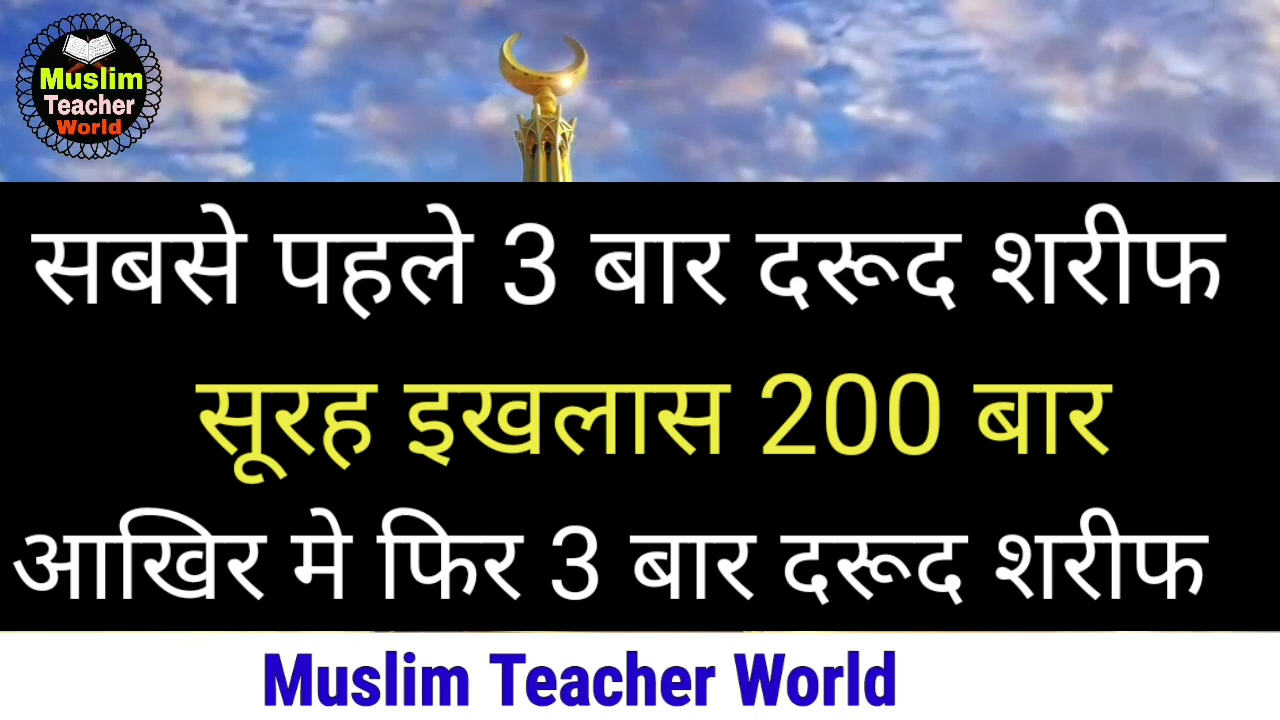 Muslim
Teacher
World
सबसे पहले 3 बार दरूद शरीफ
सूरह इखलास 200 बार
आखिर मे फिर 3 बार दरूद शरीफ
Muslim Teacher World